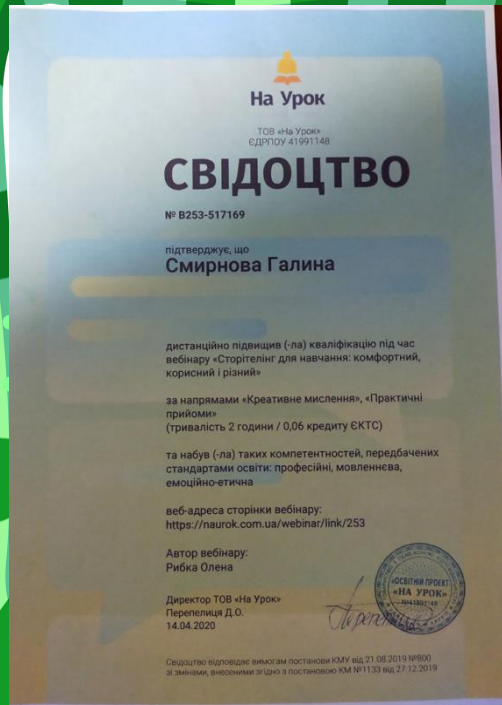 На Урок
ТОВ «На Урок»
ЄДРПОУ 41991148
СВІДОЦТВО
№ B253-517169
підтверджує, що
Смирнова Галина
дистанційно підвищив (-ла) кваліфікацію під час
вебінару «Сторітелінг для навчання: комфортний,
корисний і різний»
за напрямами «Креативне мислення», «Практичні
прийоми»
(тривалість 2 години / 0,06 кредиту ЄКТС)
та набув (-ла) таких компетентностей, передбачених
стандартами освіти: професійні, мовленнєва,
емоційно-етична
веб-адреса сторінки вебінару:
https://naurok.com.ua/webinar/link/253
Автор вебінару:
Рибка Олена
Директор ТОВ «На Урок»
Перепелиця Д.О.
14.04.2020
«ОСВІТНІЙ ПРОЕКТ
«НА УРОК»
Свідоцтво відповідає вимогам постанови КМУ від 21.08.2019 №800
зі змінами, внесеними згідно з постановою КМ №1133 від 27.12.2019